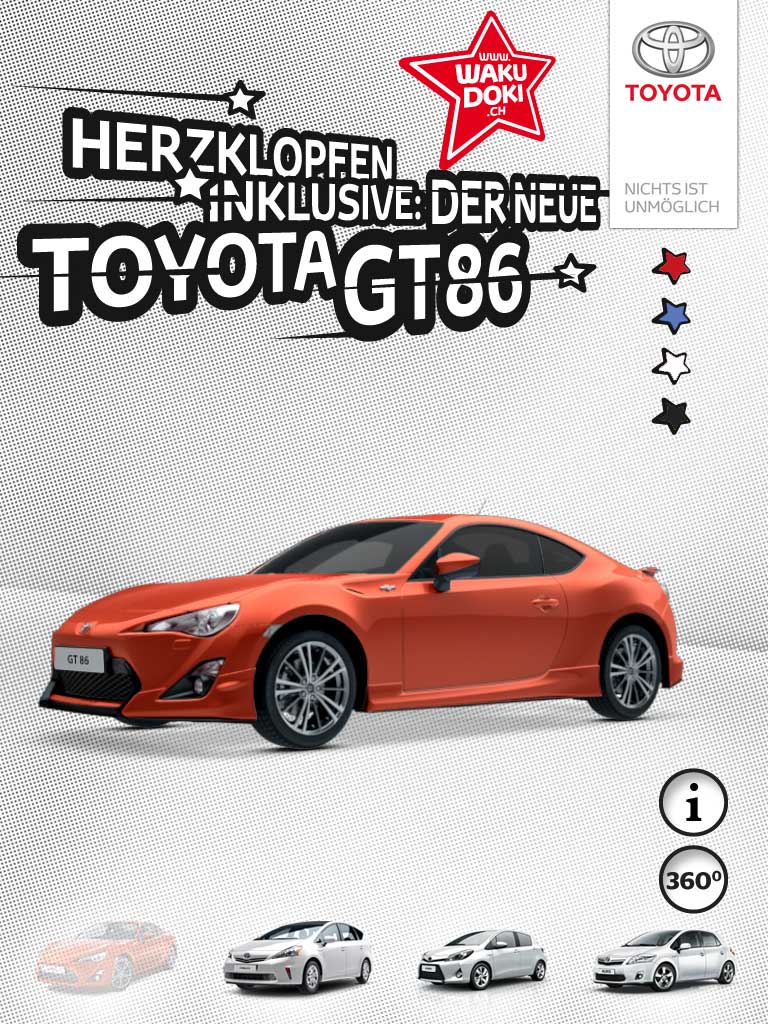 WWW.
WAKU
DOKI
.CH
TOYOTA
NICHTS IST
UNMÖGLICH
HERZKLOPFEN
INKLUSIVE: DER NEUE
TOYOTA GT86
GT 86
i
360°